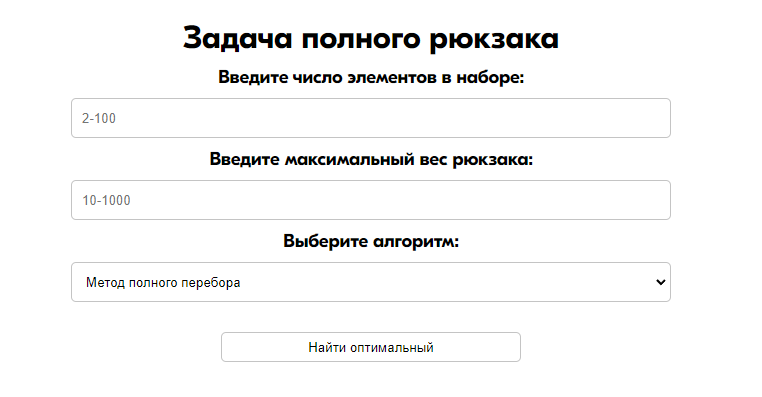 Задача полного рюкзака
Введите число элементов в наборе:
2-100
Введите максимальный вес рюкзака:
10-1000
Выберите алгоритм:
Метод полного перебора
Найти оптимальный